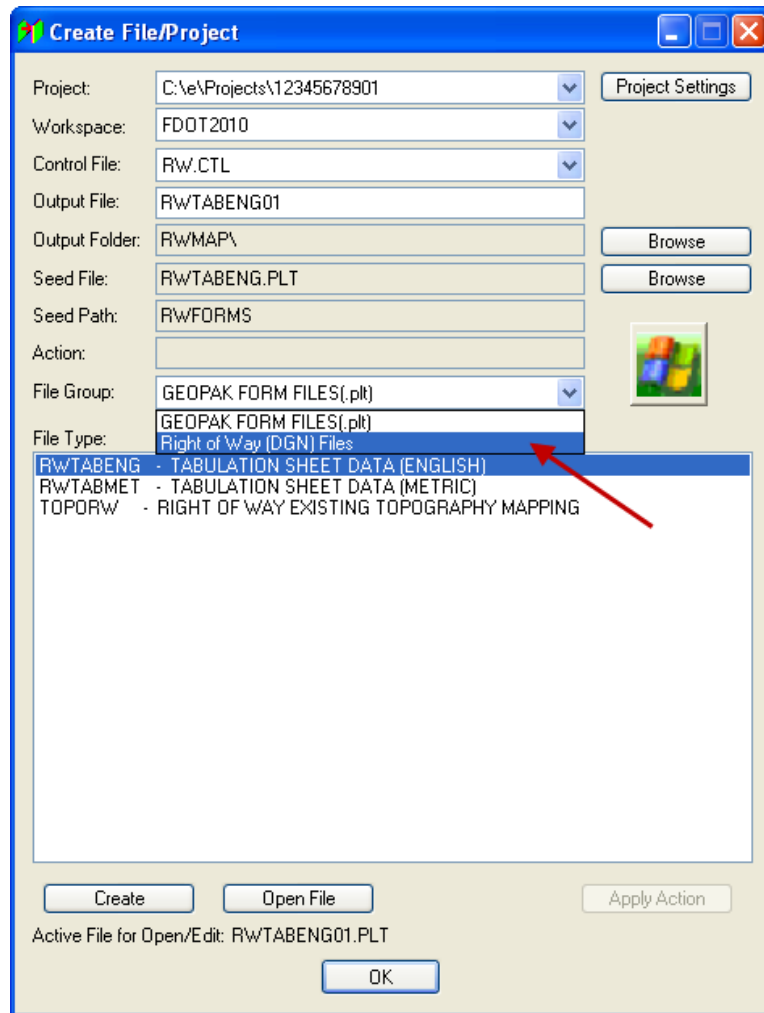 Create File/Project
Project: C:\e\Projects\12345678901 Project Settings
Workspace: FDOT2010
Control File: RW.CTL
Output File: RWTABENG01
Output Folder: RWMAP\ Browse
Seed File: RWTABENG.PLT Browse
Seed Path: RWFORMS
Action:
File Group: GEOPAK FORM FILES(.plt)
GEOPAK FORM FILES(.plt)
File Type: Right of Way (DGN) Files
RWTABENG - TABULATION SHEET DATA (ENGLISH)
RWTABMET - TABULATION SHEET DATA (METRIC)
TOPORW - RIGHT OF WAY EXISTING TOPOGRAPHY MAPPING
Create Open File Apply Action
Active File for Open/Edit: RWTABENG01.PLT
OK